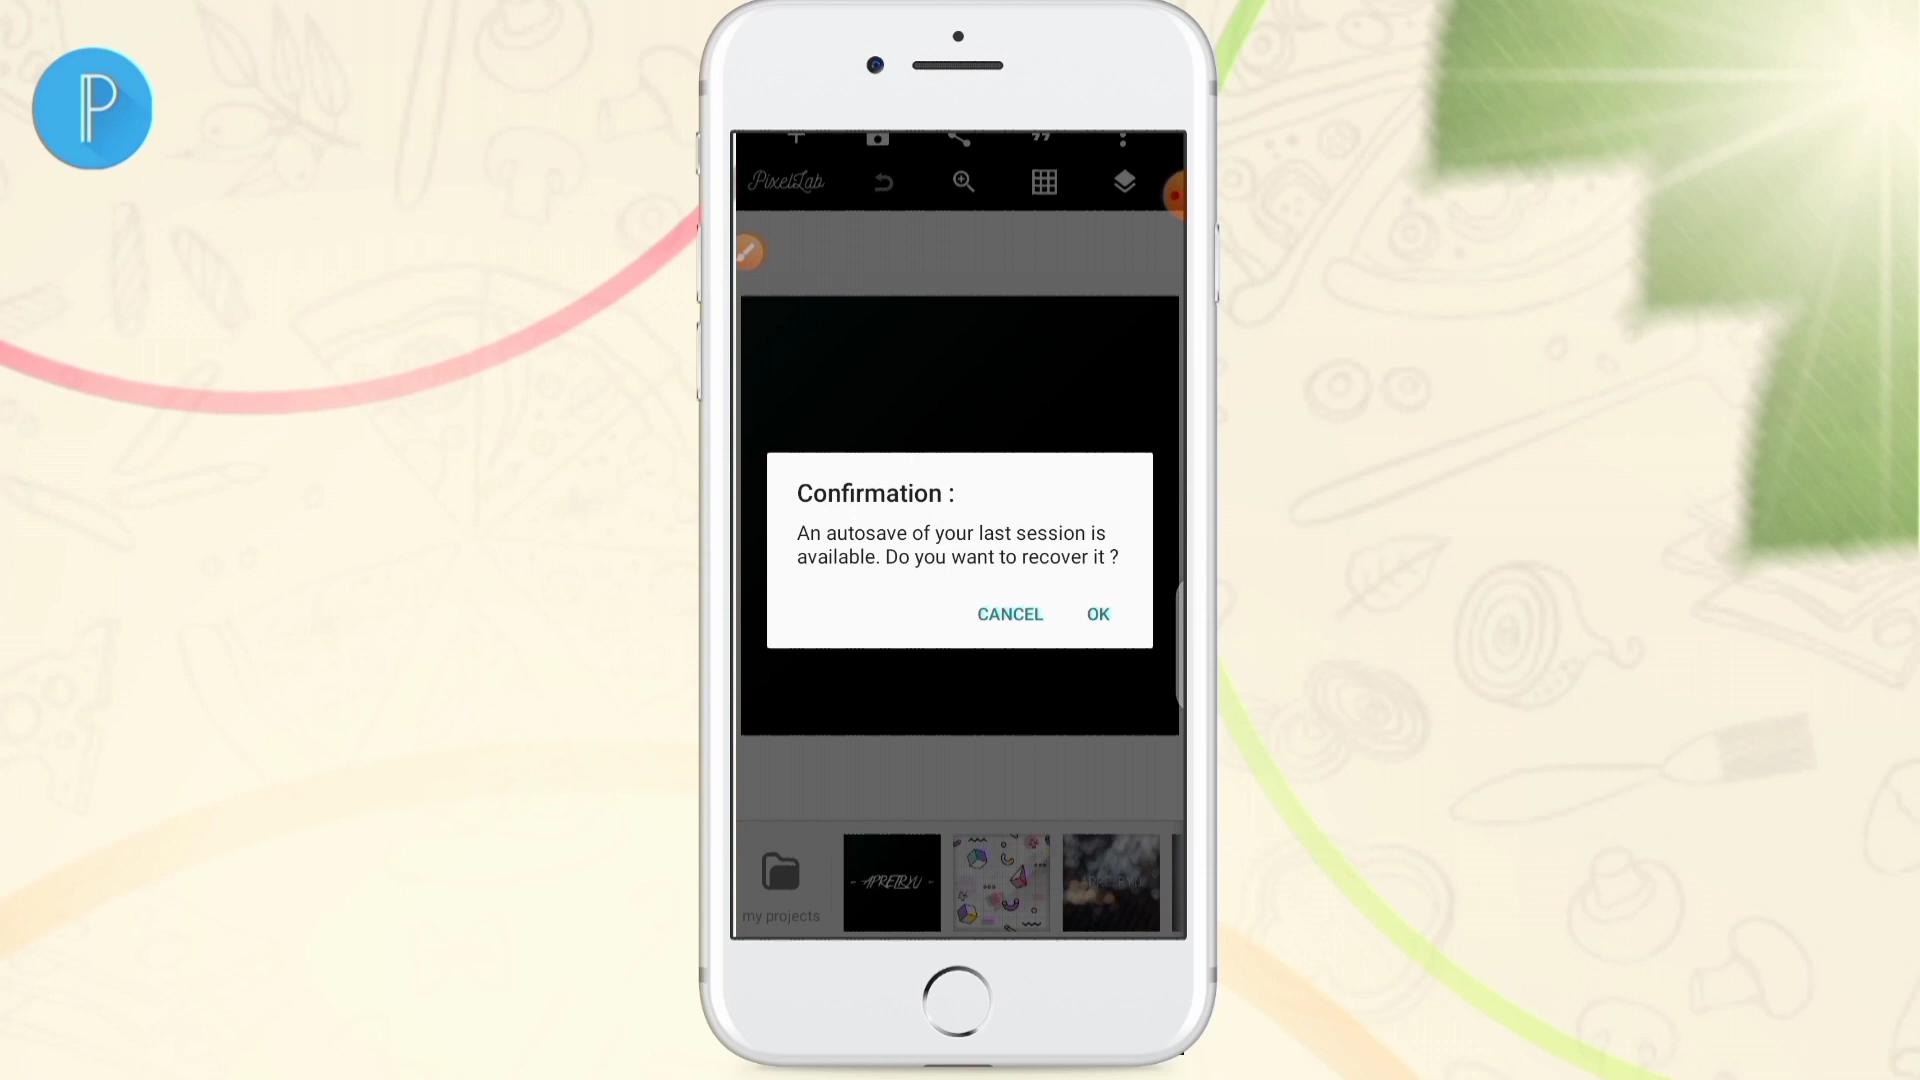 P
PixelLab
Confirmation :
An autosave of your last session is
available. Do you want to recover it ?
CANCEL OK
my projects